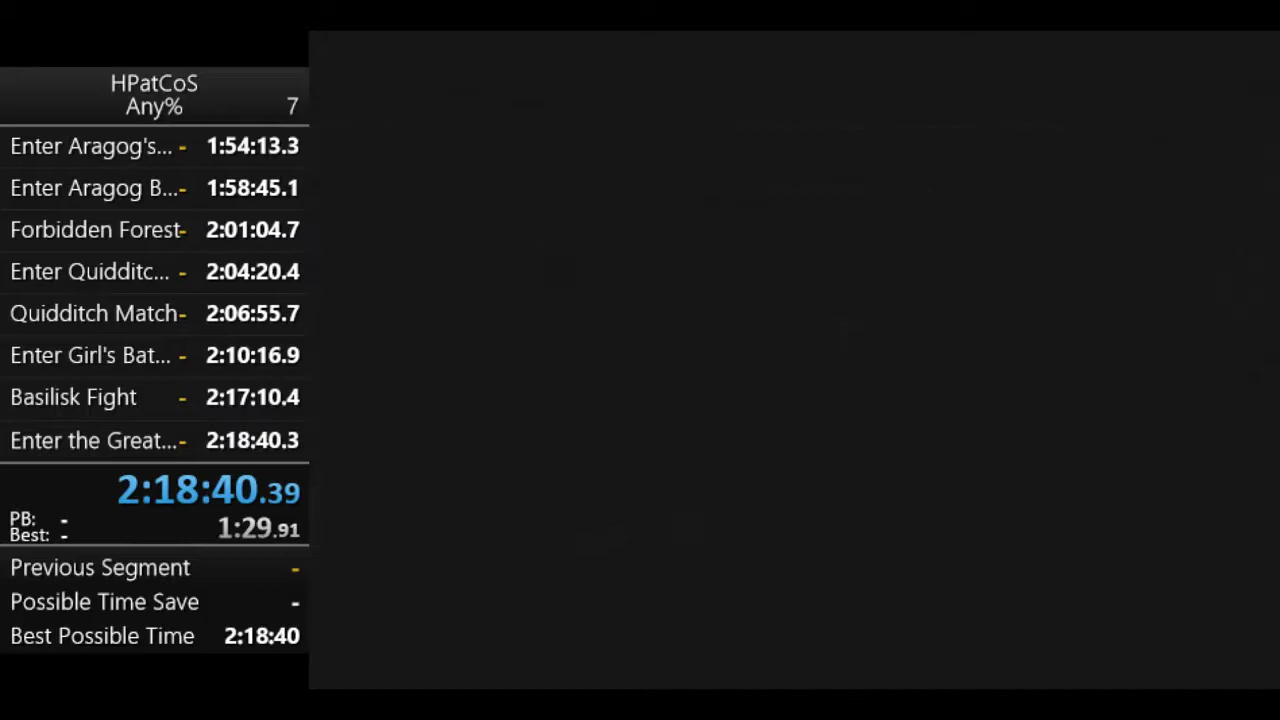 HPatCoS
Any% 7
Enter Aragog's... - 1:54:13.3
Enter Aragog B... - 1:58:45.1
Forbidden Forest - 2:01:04.7
Enter Quidditc... - 2:04:20.4
Quidditch Match - 2:06:55.7
Enter Girl's Bat... - 2:10:16.9
Basilisk Fight - 2:17:10.4
Enter the Great... - 2:18:40.3
2:18:40.39
PB: -
Best: - 1:29.91
Previous Segment -
Possible Time Save -
Best Possible Time 2:18:40